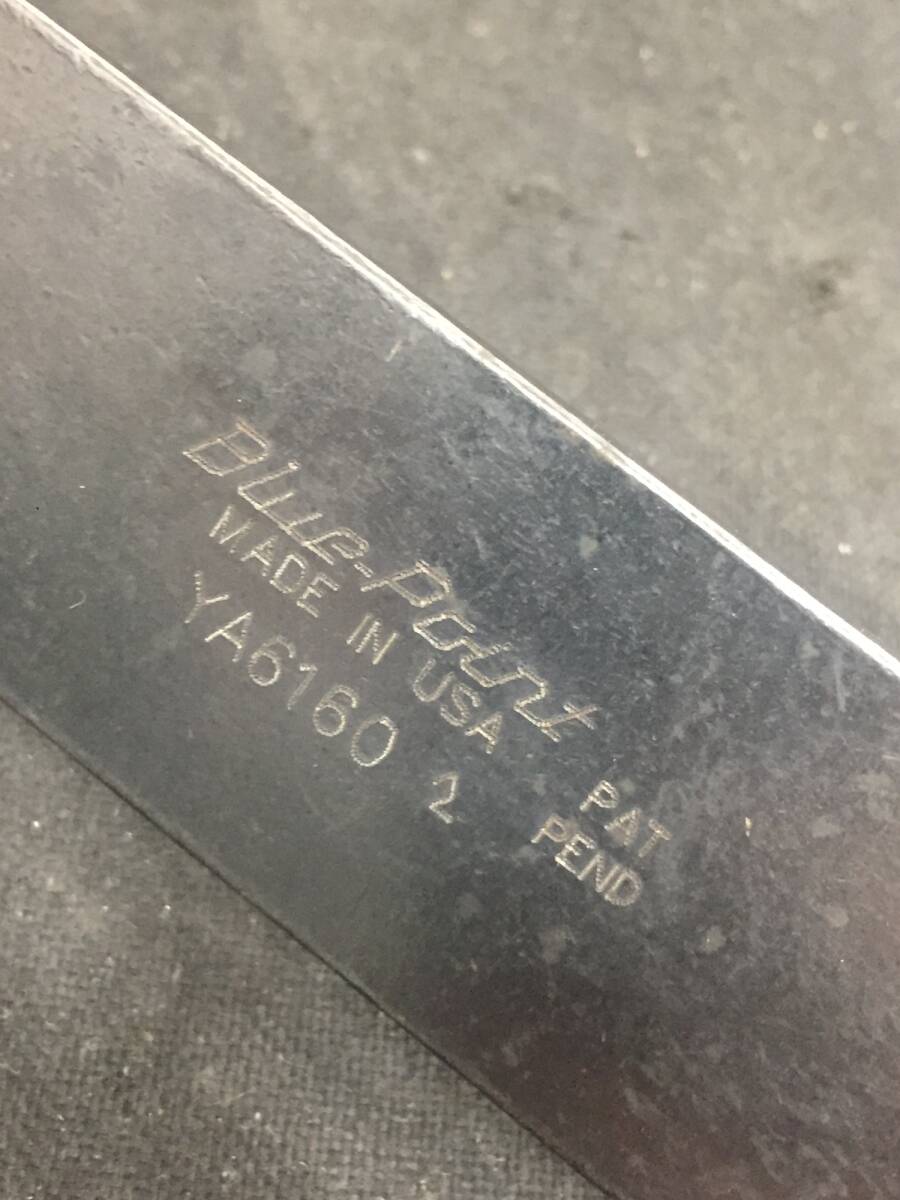 Blue-Point
MADE IN USA
YA6160 2
PAT
PEND